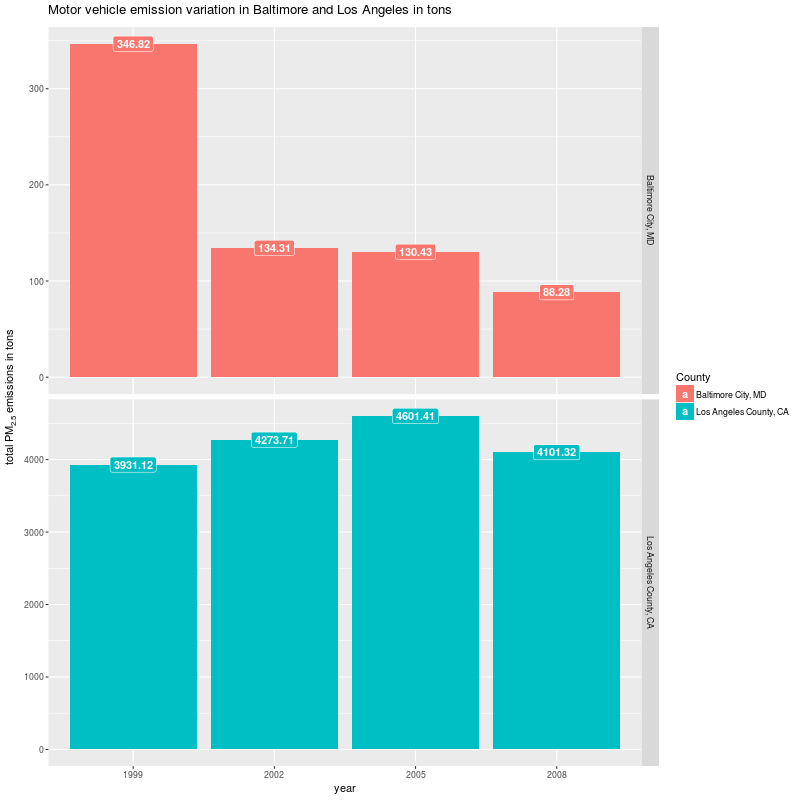 Motor vehicle emission variation in Baltimore and Los Angeles in tons
total PM2.5 emissions in tons
300
200
100
0
346.82
134.31
130.43
88.28
Baltimore City, MD
4000
3000
2000
1000
0
3931.12
4273.71
4601.41
4101.32
Los Angeles County, CA
1999
2002
2005
2008
year
County
a Baltimore City, MD
a Los Angeles County, CA